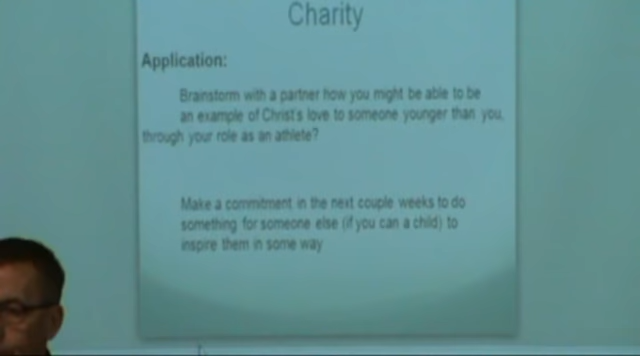 Charity
Application:
Brainstorm with a partner how you might be able to be
an example of Christ's love to someone younger than you,
through your role as an athlete?
Make a commitment in the next couple weeks to do
something for someone else (if you can a child) to
inspire them in some way